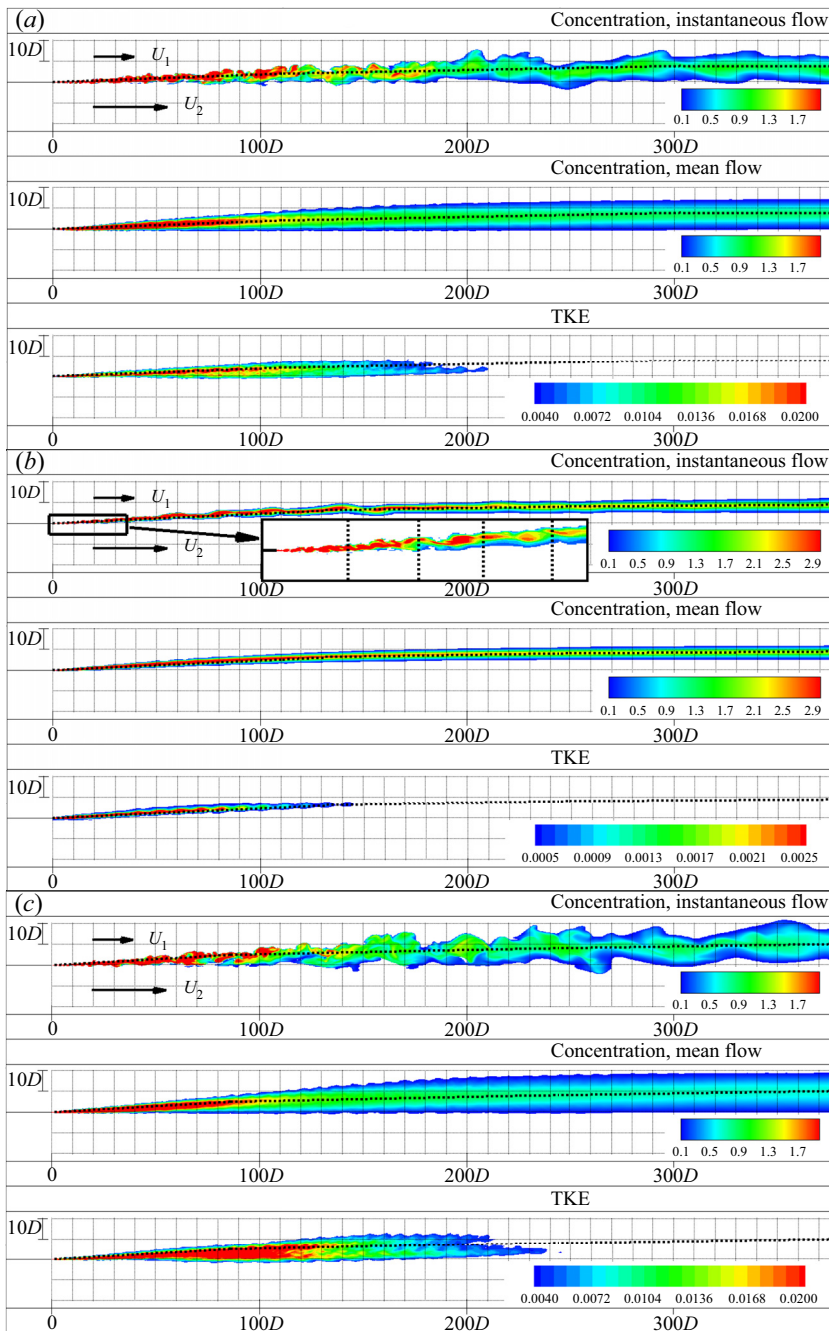 (a)
Concentration, instantaneous flow
10D
U1
U2
0.1 0.5 0.9 1.3 1.7
0 100D 200D 300D
Concentration, mean flow
10D
0.1 0.5 0.9 1.3 1.7
0 100D 200D 300D
TKE
10D
0.0040 0.0072 0.0104 0.0136 0.0168 0.0200
0 100D 200D 300D
(b)
Concentration, instantaneous flow
10D
U1
U2
0.1 0.5 0.9 1.3 1.7 2.1 2.5 2.9
0 100D 200D 300D
Concentration, mean flow
10D
0.1 0.5 0.9 1.3 1.7 2.1 2.5 2.9
0 100D 200D 300D
TKE
10D
0.0005 0.0009 0.0013 0.0017 0.0021 0.0025
0 100D 200D 300D
(c)
Concentration, instantaneous flow
10D
U1
U2
0.1 0.5 0.9 1.3 1.7
0 100D 200D 300D
Concentration, mean flow
10D
0.1 0.5 0.9 1.3 1.7
0 100D 200D 300D
TKE
10D
0.0040 0.0072 0.0104 0.0136 0.0168 0.0200
0 100D 200D 300D